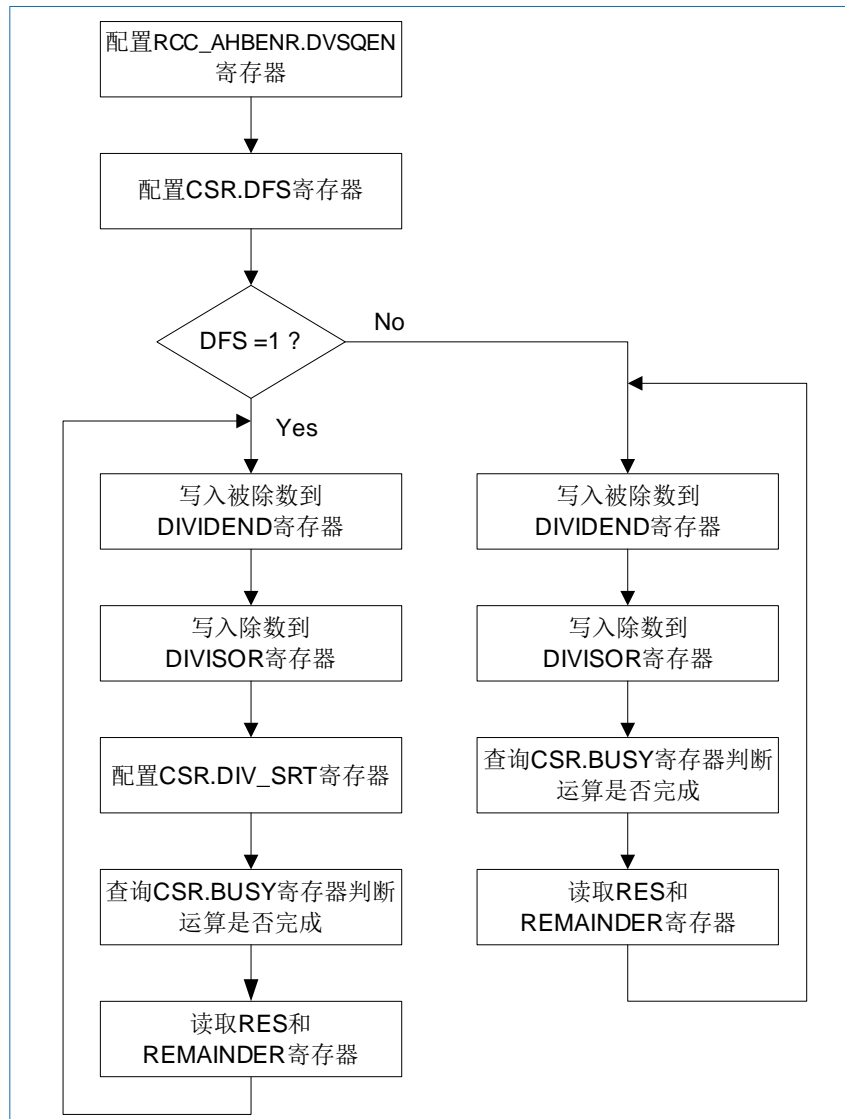 配置RCC_AHBENR.DVSQEN
寄存器
配置CSR.DFS寄存器
DFS =1 ?
No
Yes
写入被除数到
DIVIDEND寄存器
写入除数到
DIVISOR寄存器
配置CSR.DIV_SRT寄存器
查询CSR.BUSY寄存器判断
运算是否完成
读取RES和
REMAINDER寄存器
写入被除数到
DIVIDEND寄存器
写入除数到
DIVISOR寄存器
查询CSR.BUSY寄存器判断
运算是否完成
读取RES和
REMAINDER寄存器